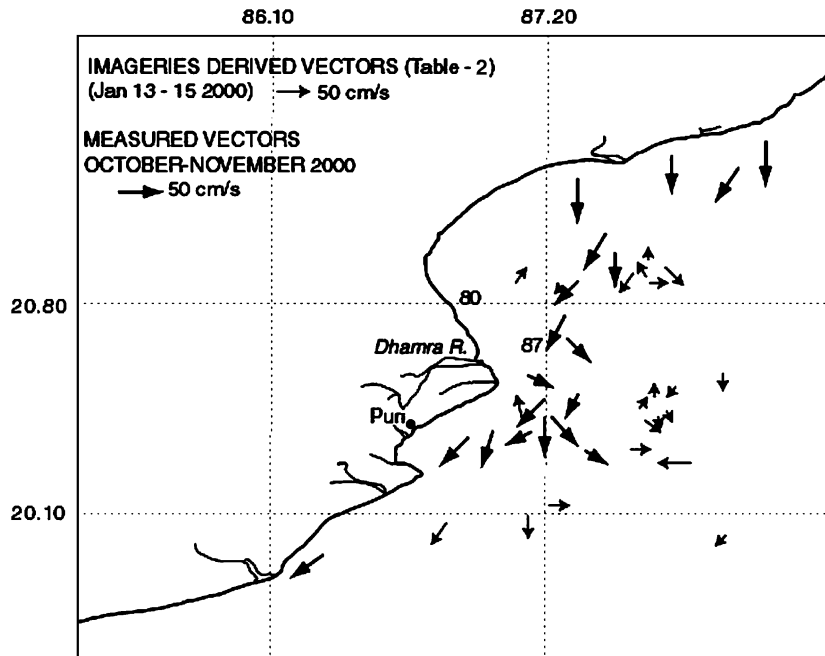 86.10 87.20
IMAGERIES DERIVED VECTORS (Table - 2)
(Jan 13 - 15 2000) 50 cm/s
MEASURED VECTORS
OCTOBER-NOVEMBER 2000
50 cm/s
20.80
80
87
Dhamra R.
Puri
20.10